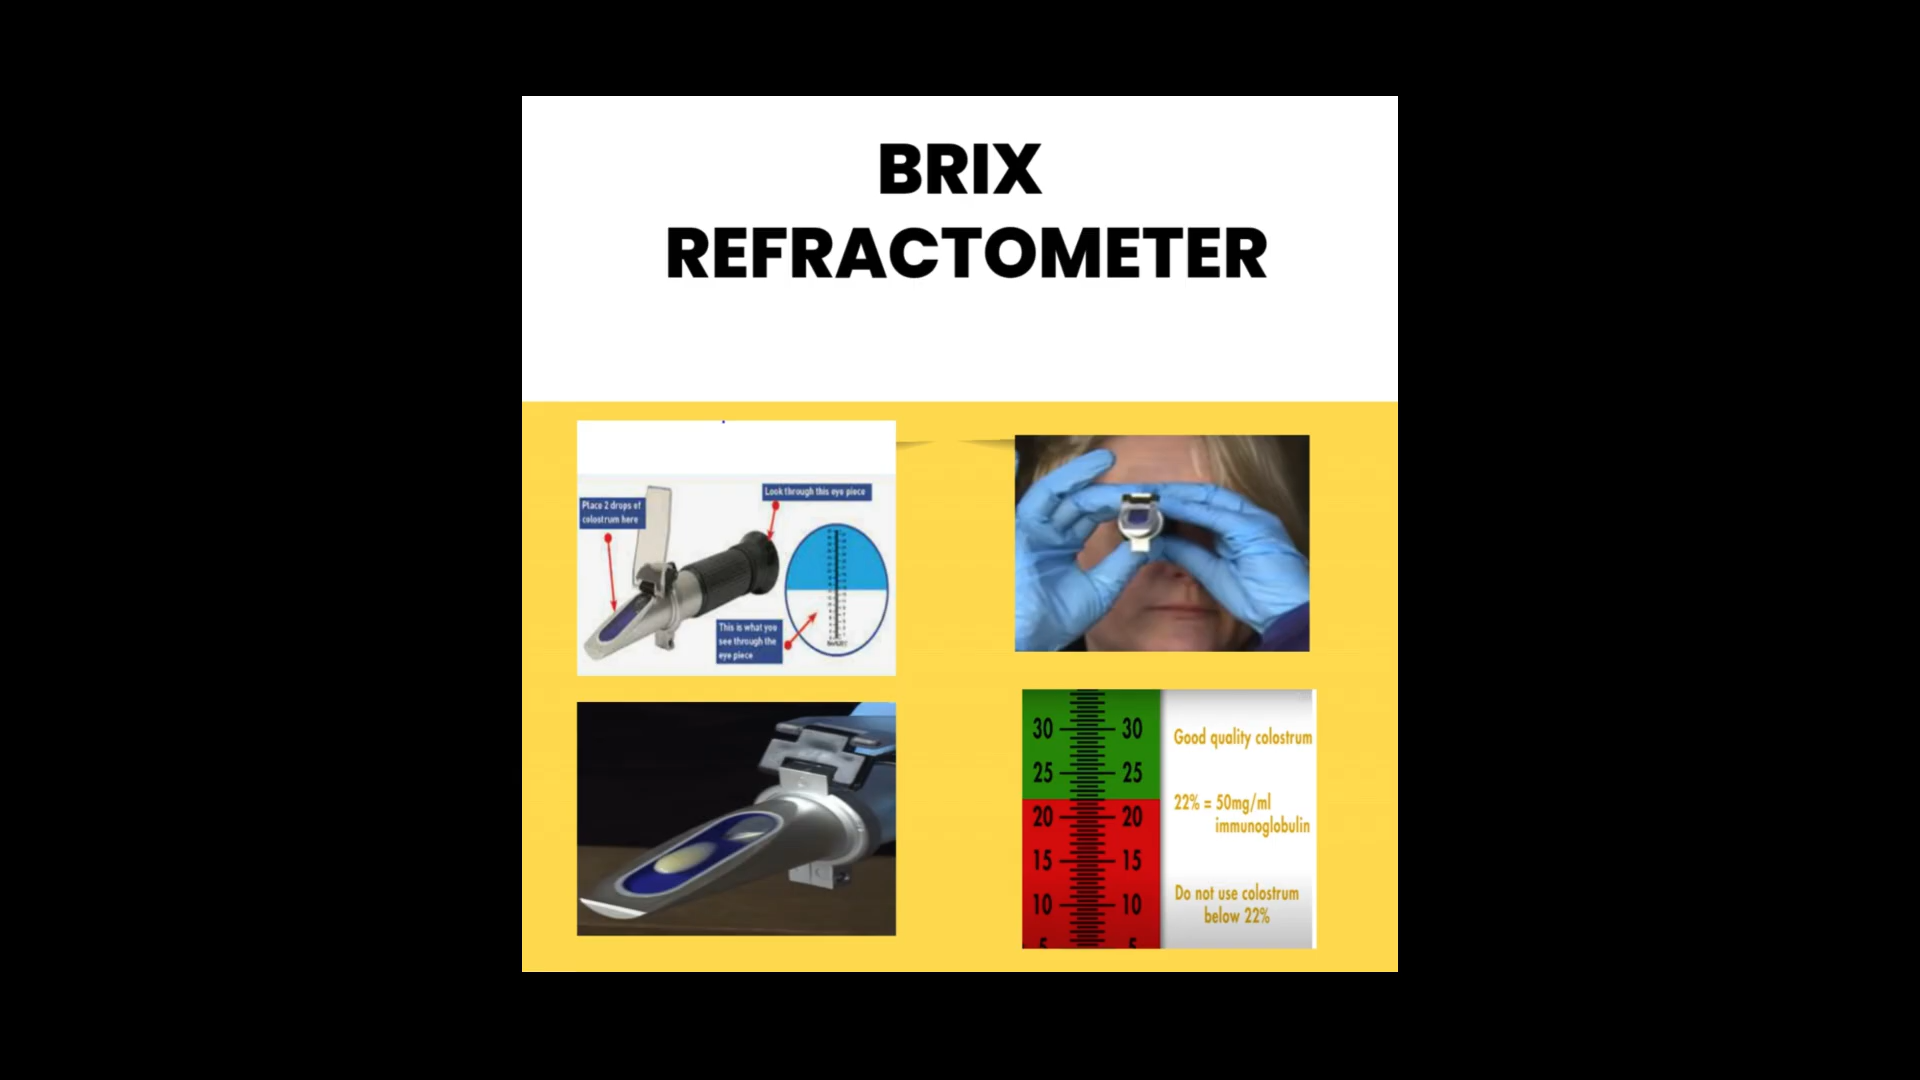 BRIX
REFRACTOMETER
Place 2 drops of
colostrum here
Look through this eye piece
This is what you
see through the
eye piece
30 30
25 25
20 20
15 15
10 10
5 5
Good quality colostrum
22% = 50mg/ml
immunoglobulin
Do not use colostrum
below 22%